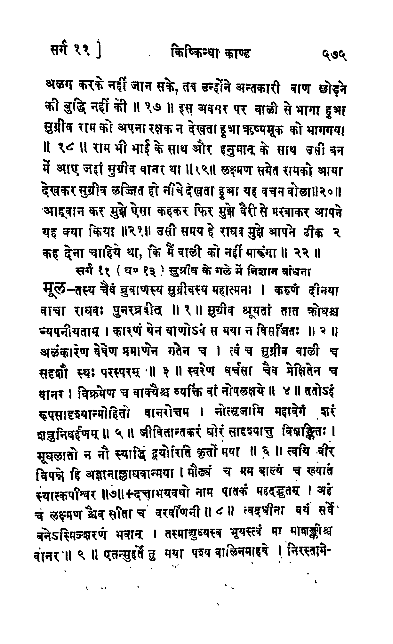 सर्ग ११ ] किष्किन्धा काण्ड ५७५
अलग करके नहीं जान सके, तब उन्होंने अन्तकारी बाण छोड़ने
की बुद्धि नहीं की ॥ १७ ॥ इस अवसर पर वाली से भागा हुआ
सुग्रीव राम को अपना रक्षक न देखता हुआ ऋष्यमूक को भागगया
॥ १८ ॥ राम भी भाई के साथ और हनुमान् के साथ उसी बन
में आए जहां सुग्रीव वानर था ॥१९॥ लक्ष्मण समेत रामको आया
देखकर सुग्रीव लज्जित हो नीचे देखता हुआ यह वचन बोला॥२०॥
आह्वान कर मुझे ऐसा कहकर फिर मुझे वैरी से मरवाकर आपने
यह क्या किया ॥२१॥ उसी समय हे राघव मुझे आपने ठीक २
कह देना चाहिये था, कि मैं वाली को नहीं मारूंगा ॥ २२ ॥
सर्ग ११ (व० १३) सुग्रीव के गले में निशान बांधना
मूल–तस्य चैवं ब्रुवाणस्य सुग्रीवस्य महात्मनः । करुणं दीनया
वाचा राघवः पुनरब्रवीत् ॥ १ ॥ सुग्रीव श्रूयतां तात क्रोधश्च
व्यपनीयताम् । कारणं येन बाणोऽयं स मया न विसर्जितः ॥ २ ॥
अलंकारेण वेषेण प्रमाणेन गतेन च । त्वं च सुग्रीव वाली च
सदृशौ स्थः परस्परम् ॥ ३ ॥ स्वरेण वर्चसा चैव प्रेक्षितेन च
वानर । विक्रमेण च वाक्यैश्च व्यक्तिं वां नोपलक्षये ॥ ४ ॥ ततोऽहं
रूपसादृश्यान्मोहितो वानरोत्तम । नोत्सृजामि महावेगं शरं
शत्रुनिबर्हणम् ॥ ५ ॥ जीवितान्तकरं घोरं सादृश्यात्तु विशङ्कितः ।
मूलघातो न नौ स्याद्धि द्वयोरिति कृतो मया ॥ ६ ॥ त्वयि वीर
विपन्ने हि अज्ञानाल्लाघवान्मया । मौढ्यं च मम बाल्यं च ख्यापितं
स्यात्कपीश्वर ॥७॥ दत्ताभयवधो नाम पातकं महदद्भुतम् । अहं
च लक्ष्मण श्चैव सीता च वरवर्णिनी ॥ ८ ॥ त्वदधीना वयं सर्वे
वनेऽस्मिञ्शरणं भवान् । तस्माद्युध्यस्व भूयस्त्वं मा माशङ्कीश्च
वानर ॥ ९ ॥ एतन्मुहूर्ते तु मया पश्य वालिनमाहवे । निरस्तमे-